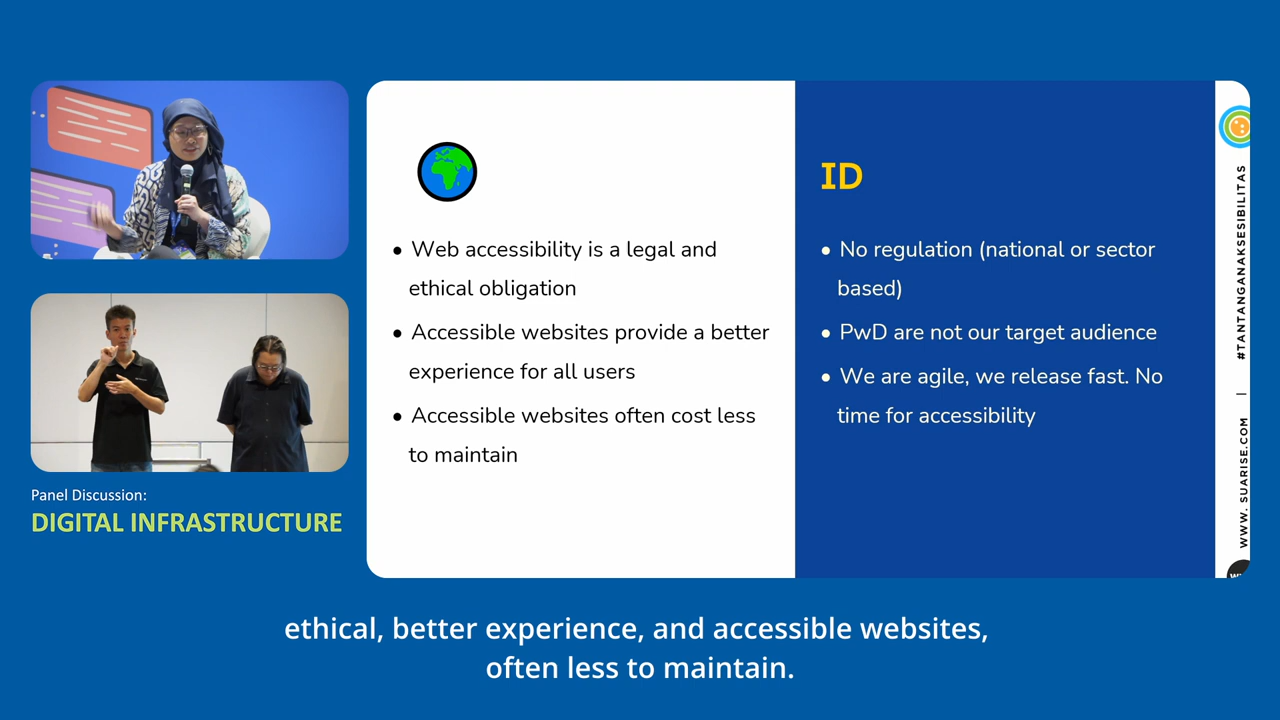 Panel Discussion:
DIGITAL INFRASTRUCTURE
• Web accessibility is a legal and
ethical obligation
• Accessible websites provide a better
experience for all users
• Accessible websites often cost less
to maintain
ID
• No regulation (national or sector
based)
• PwD are not our target audience
• We are agile, we release fast. No
time for accessibility
WWW. SUARISE.COM | #TANTANGANAKSESIBILITAS
ethical, better experience, and accessible websites,
often less to maintain.